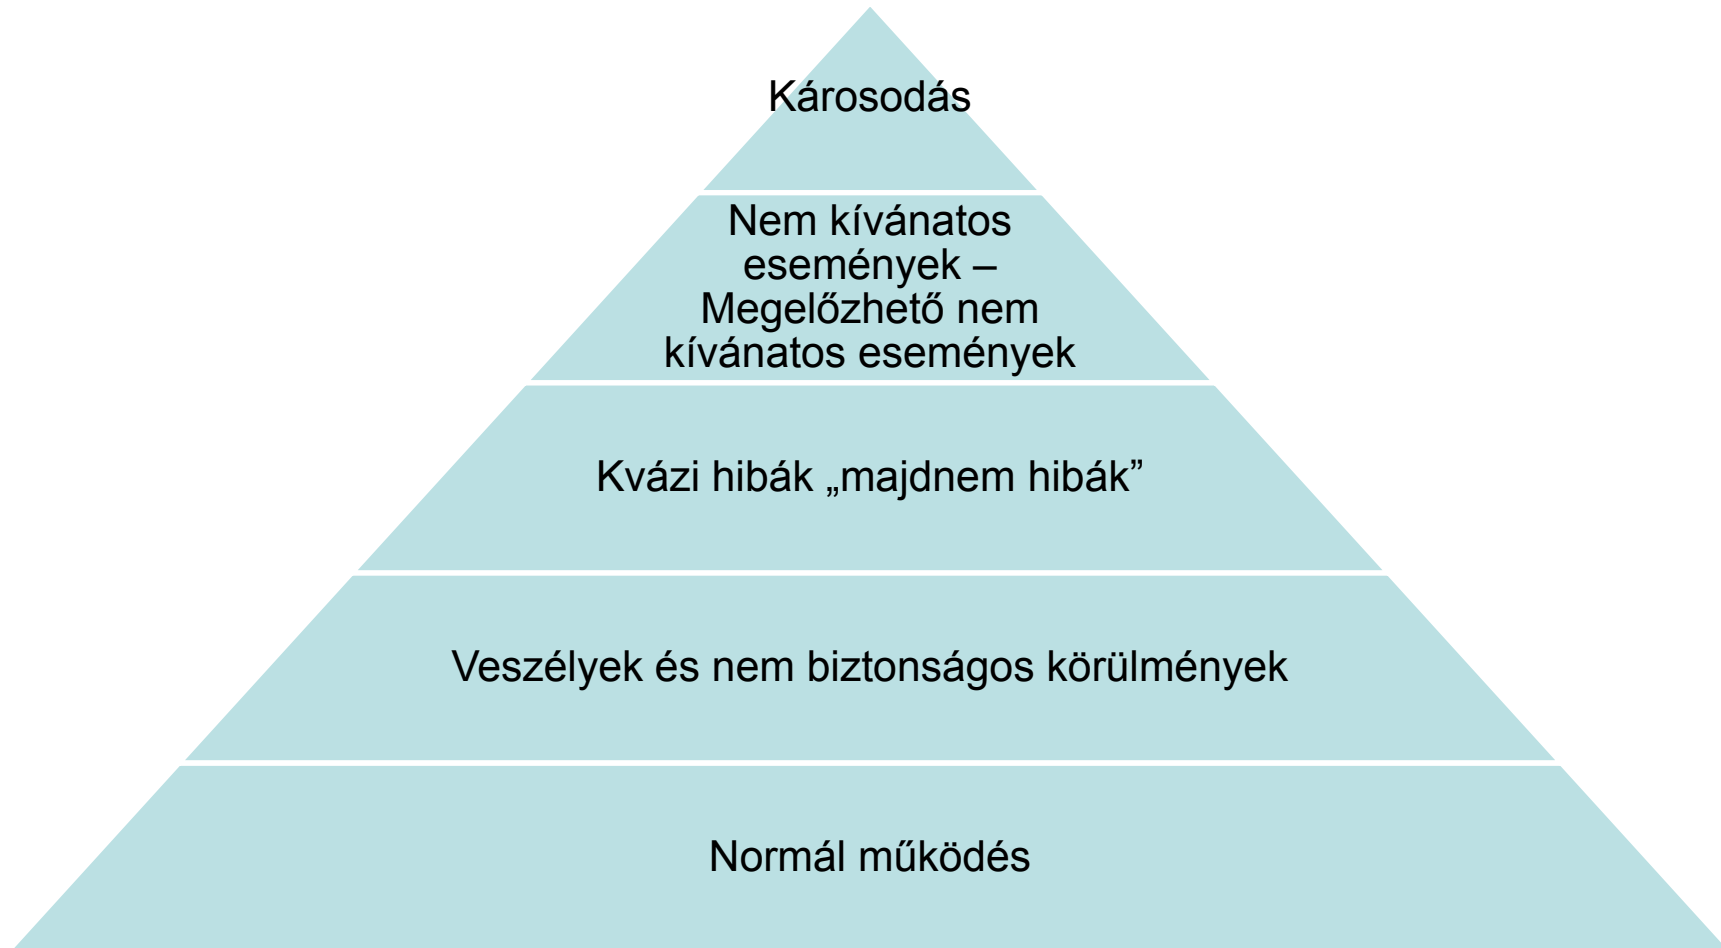 Károsodás
Nem kívánatos
események –
Megelőzhető nem
kívánatos események
Kvázi hibák „majdnem hibák”
Veszélyek és nem biztonságos körülmények
Normál működés